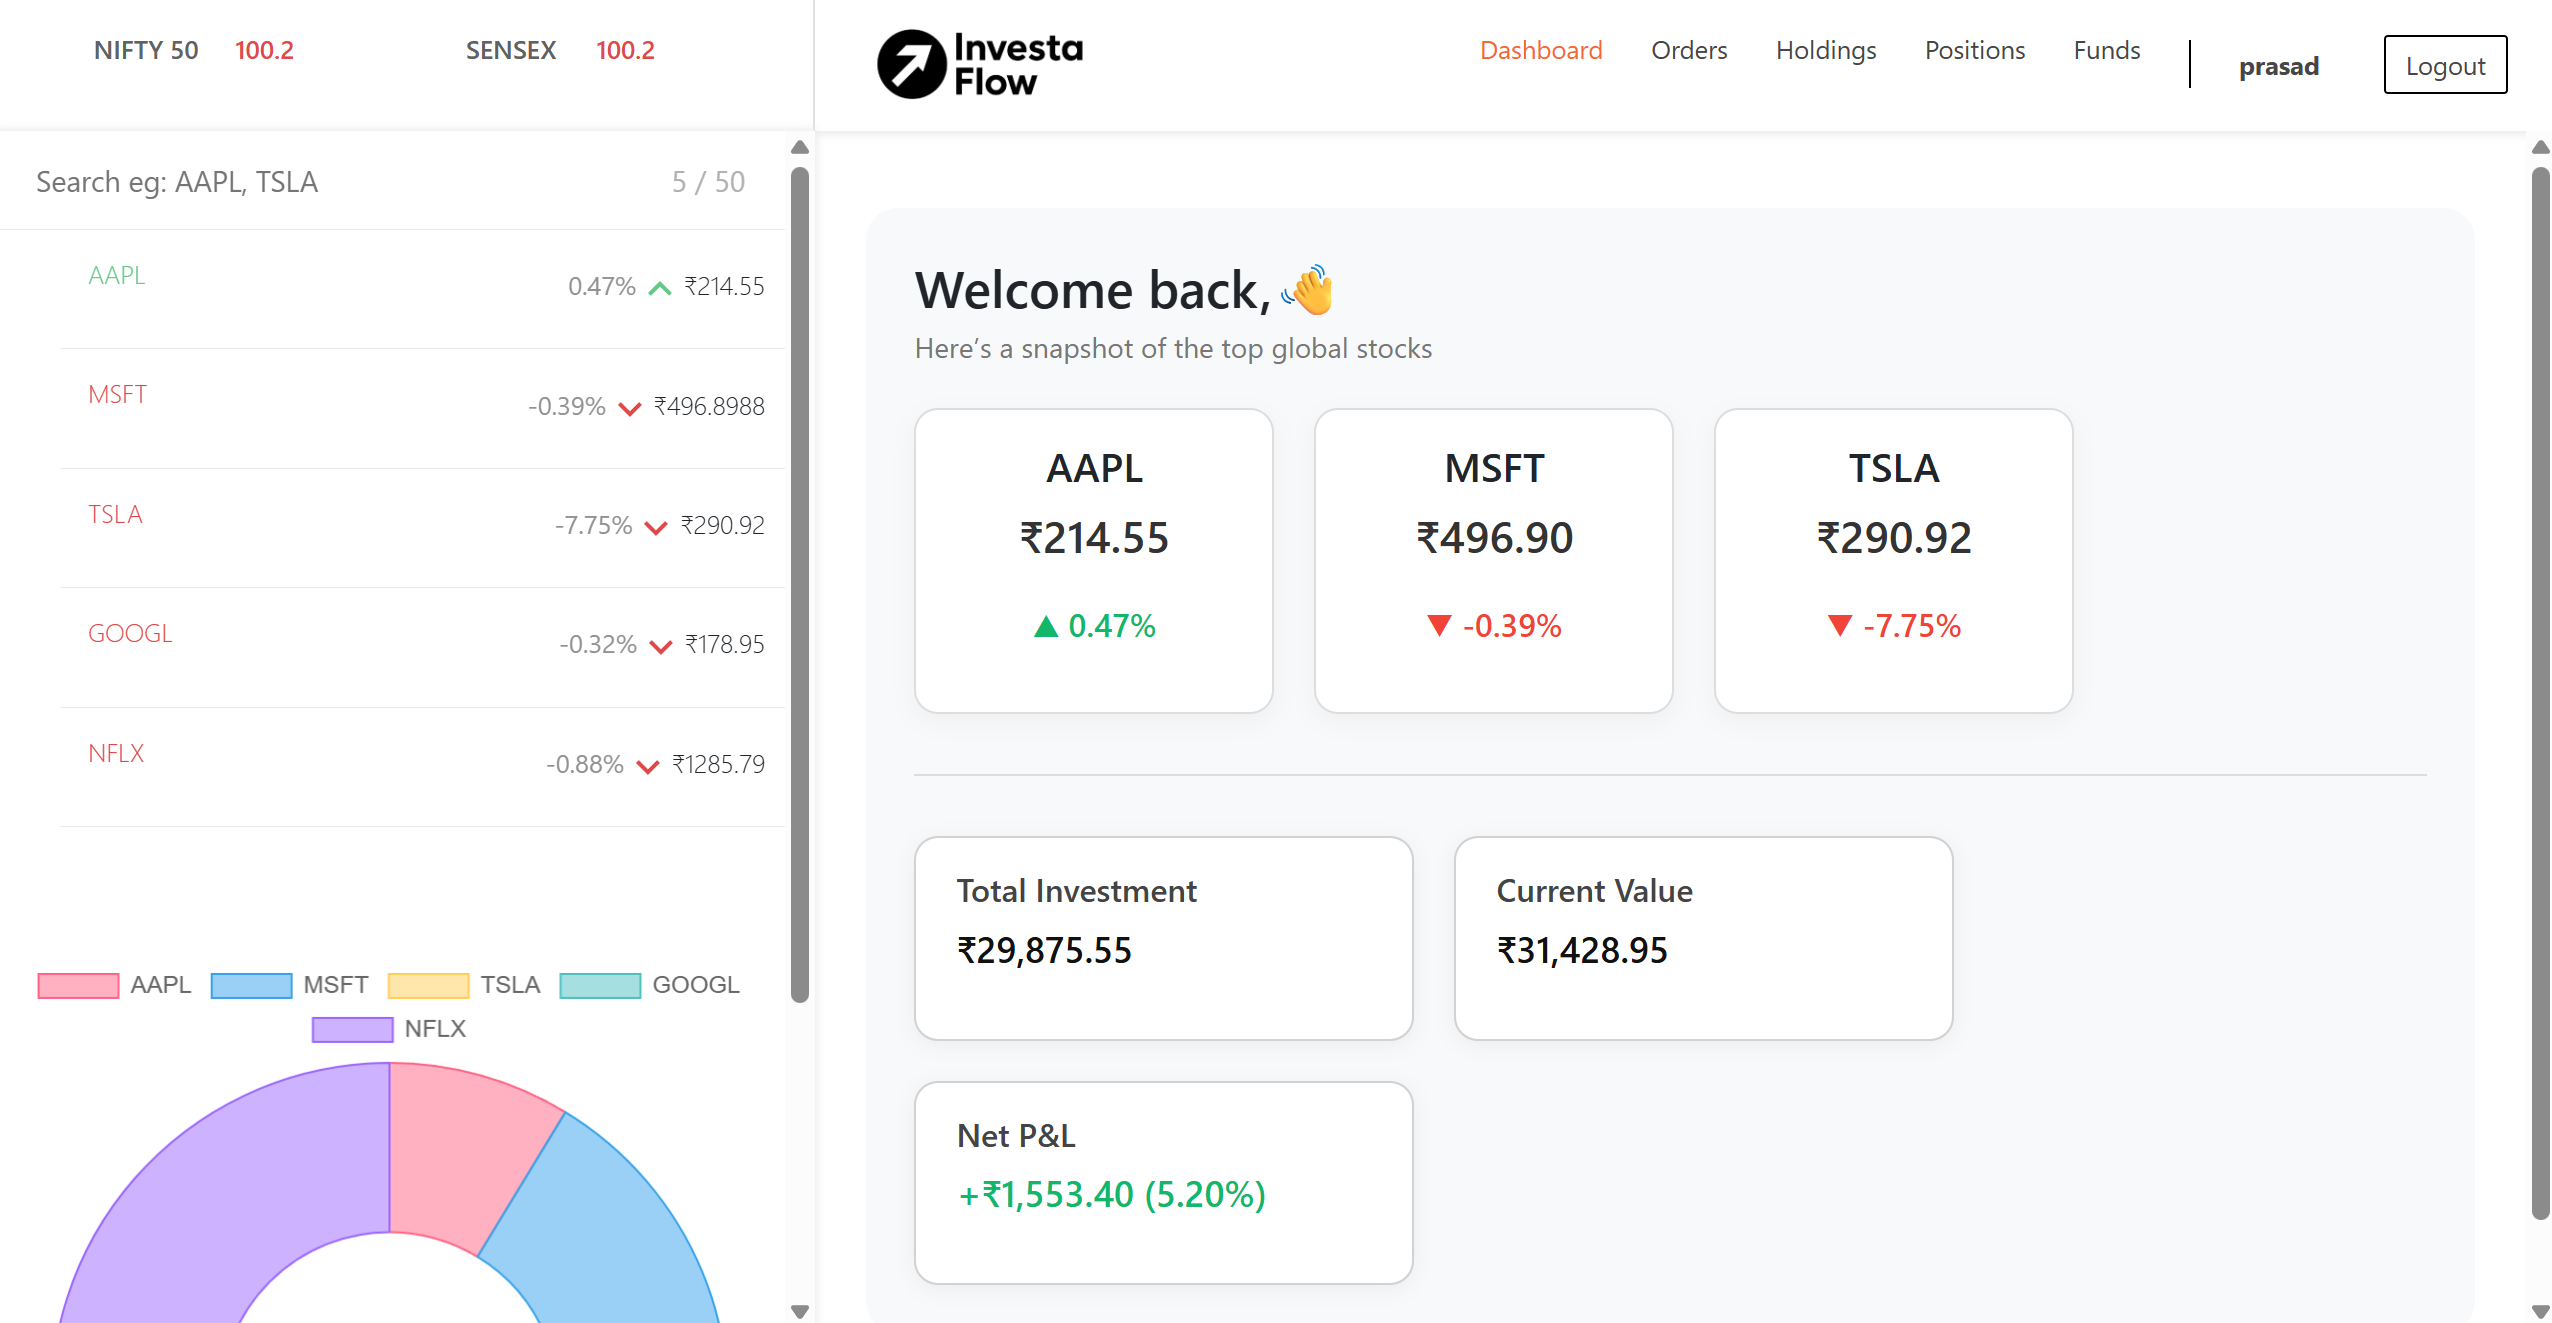 NIFTY 50 100.2 SENSEX 100.2
Investa
Flow
Dashboard Orders Holdings Positions Funds prasad Logout
Search eg: AAPL, TSLA 5 / 50
AAPL 0.47% ₹214.55
MSFT -0.39% ₹496.8988
TSLA -7.75% ₹290.92
GOOGL -0.32% ₹178.95
NFLX -0.88% ₹1285.79
AAPL MSFT TSLA GOOGL
NFLX
Welcome back, 👋
Here’s a snapshot of the top global stocks
AAPL
₹214.55
▲ 0.47%
MSFT
₹496.90
▼ -0.39%
TSLA
₹290.92
▼ -7.75%
Total Investment
₹29,875.55
Current Value
₹31,428.95
Net P&L
+₹1,553.40 (5.20%)